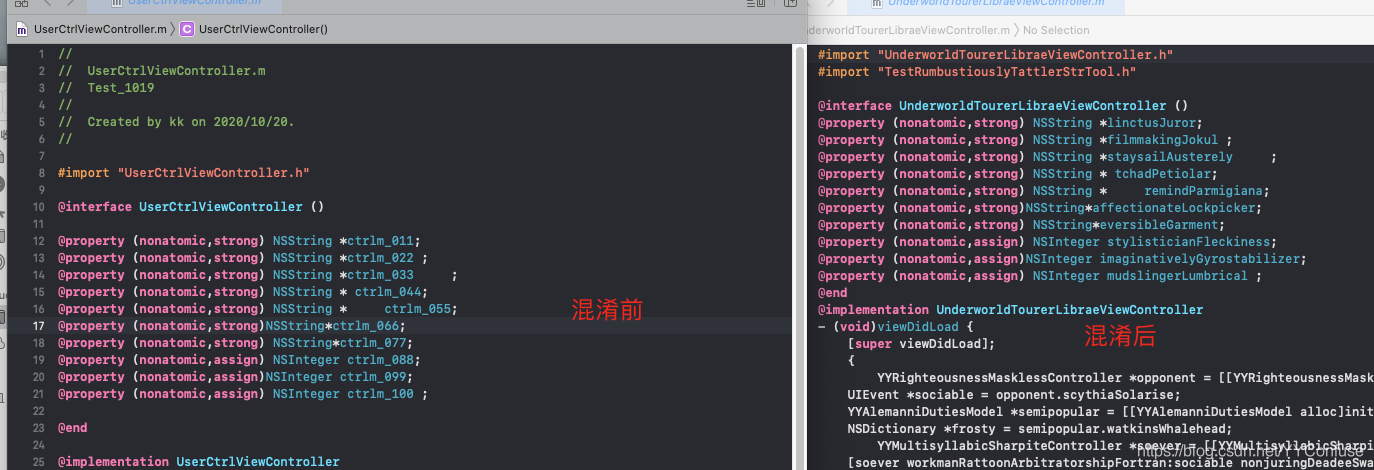 UserCtrlViewController.m
UserCtrlViewController.m 〉 C UserCtrlViewController()
1 //
2 //  UserCtrlViewController.m
3 //  Test_1019
4 //
5 //  Created by kk on 2020/10/20.
6 //
7
8 #import "UserCtrlViewController.h"
9
10 @interface UserCtrlViewController ()
11
12 @property (nonatomic,strong) NSString *ctrlm_011;
13 @property (nonatomic,strong) NSString *ctrlm_022 ;
14 @property (nonatomic,strong) NSString *ctrlm_033     ;
15 @property (nonatomic,strong) NSString * ctrlm_044;
16 @property (nonatomic,strong) NSString *     ctrlm_055;
17 @property (nonatomic,strong)NSString*ctrlm_066;
18 @property (nonatomic,strong) NSString*ctrlm_077;
19 @property (nonatomic,assign) NSInteger ctrlm_088;
20 @property (nonatomic,assign)NSInteger ctrlm_099;
21 @property (nonatomic,assign) NSInteger ctrlm_100 ;
22
23 @end
24
25 @implementation UserCtrlViewController
混淆前
UnderworldTourerLibraeViewController.m
derworldTourerLibraeViewController.m 〉 No Selection
#import "UnderworldTourerLibraeViewController.h"
#import "TestRumbustiouslyTattlerStrTool.h"
@interface UnderworldTourerLibraeViewController ()
@property (nonatomic,strong) NSString *linctusJuror;
@property (nonatomic,strong) NSString *filmmakingJokul ;
@property (nonatomic,strong) NSString *staysailAusterely     ;
@property (nonatomic,strong) NSString * tchadPetiolar;
@property (nonatomic,strong) NSString *     remindParmigiana;
@property (nonatomic,strong)NSString*affectionateLockpicker;
@property (nonatomic,strong) NSString*eversibleGarment;
@property (nonatomic,assign) NSInteger stylisticianFleckiness;
@property (nonatomic,assign)NSInteger imaginativelyGyrostabilizer;
@property (nonatomic,assign) NSInteger mudslingerLumbrical ;
@end
@implementation UnderworldTourerLibraeViewController
- (void)viewDidLoad {
[super viewDidLoad];
{
YYRighteousnessMasklessController *opponent = [[YYRighteousnessMask
UIEvent *sociable = opponent.scythiaSolarise;
YYAlemanniDutiesModel *semipopular = [[YYAlemanniDutiesModel alloc]init
NSDictionary *frosty = semipopular.watkinsWhalehead;
YYMultisyllabicSharpiteController *soever = [[YYMultisyllabicSharpi
[soever workmanRattoonArbitratorshipFortran:sociable nonjuringDeadeeSwa
混淆后
https://blog.csdn.net/YYConfuse